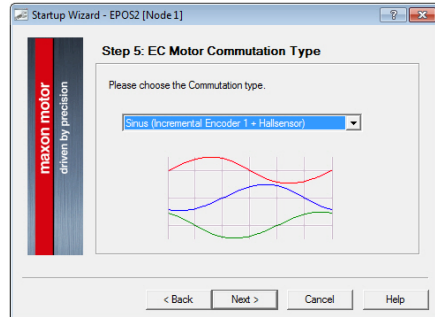 Startup Wizard - EPOS2 [Node 1]
Step 5: EC Motor Commutation Type
Please choose the Commutation type.
Sinus (Incremental Encoder 1 + Hallsensor)
maxon motor
driven by precision
< Back
Next >
Cancel
Help